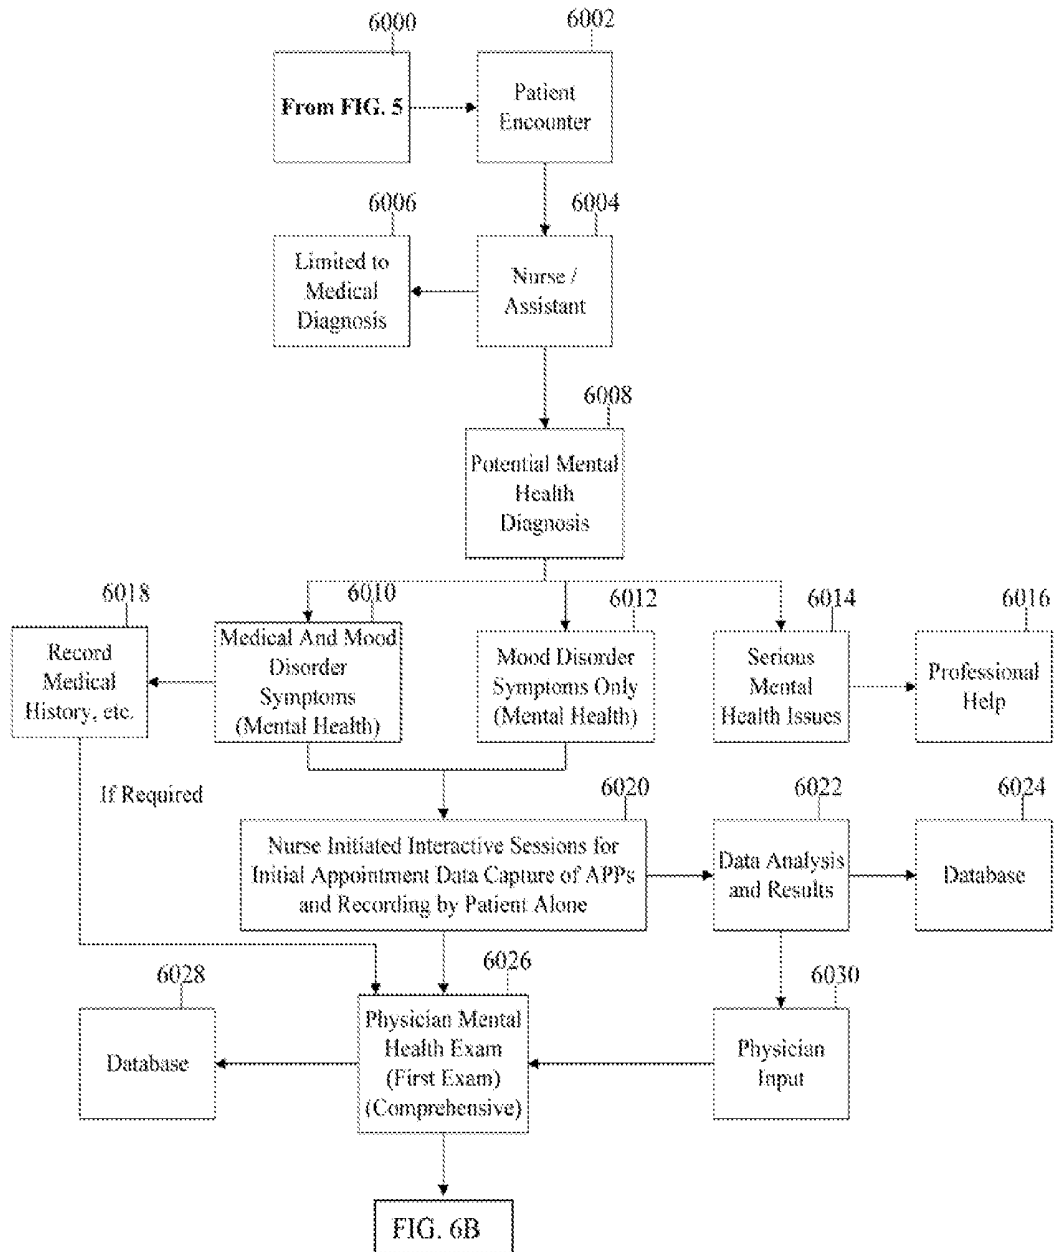 6000
6002
From FIG. 5
Patient
Encounter
6006
6004
Limited to
Medical
Diagnosis
Nurse /
Assistant
6008
Potential Mental
Health
Diagnosis
6018
6010
6012
6014
6016
Record
Medical
History, etc.
Medical And Mood
Disorder
Symptoms
(Mental Health)
Mood Disorder
Symptoms Only
(Mental Health)
Serious
Mental
Health Issues
Professional
Help
If Required
6020
6022
6024
Nurse Initiated Interactive Sessions for
Initial Appointment Data Capture of APPs
and Recording by Patient Alone
Data Analysis
and Results
Database
6028
6026
6030
Database
Physician Mental
Health Exam
(First Exam)
(Comprehensive)
Physician
Input
FIG. 6B